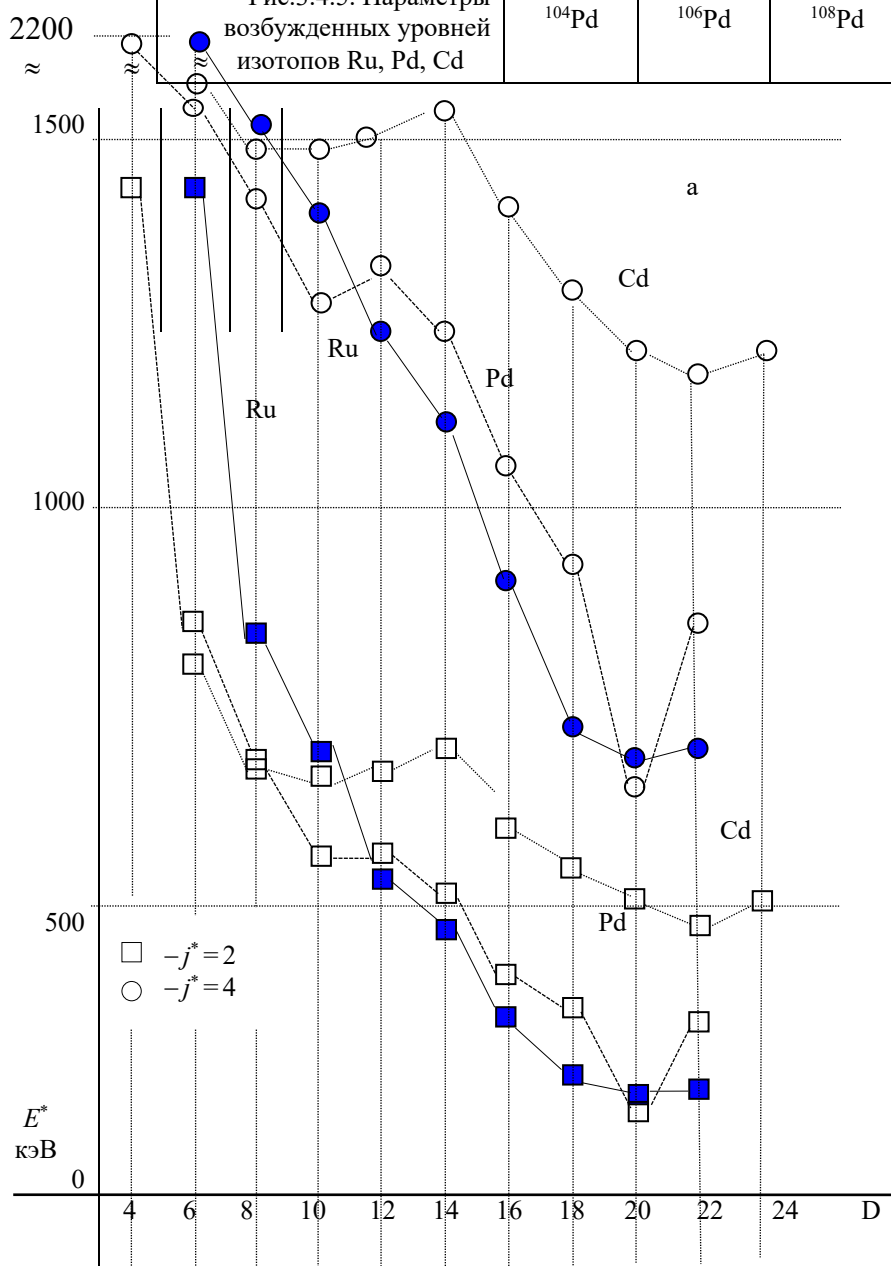 Рис.3.4.3. Параметры
возбужденных уровней
изотопов Ru, Pd, Cd
¹⁰⁴Pd ¹⁰⁶Pd ¹⁰⁸Pd
2200
≈ ≈ ≈
1500
a
Cd
Ru
Pd
Ru
1000
Cd
500
Pd
– j* = 2
– j* = 4
E*
кэВ
0
4 6 8 10 12 14 16 18 20 22 24 D